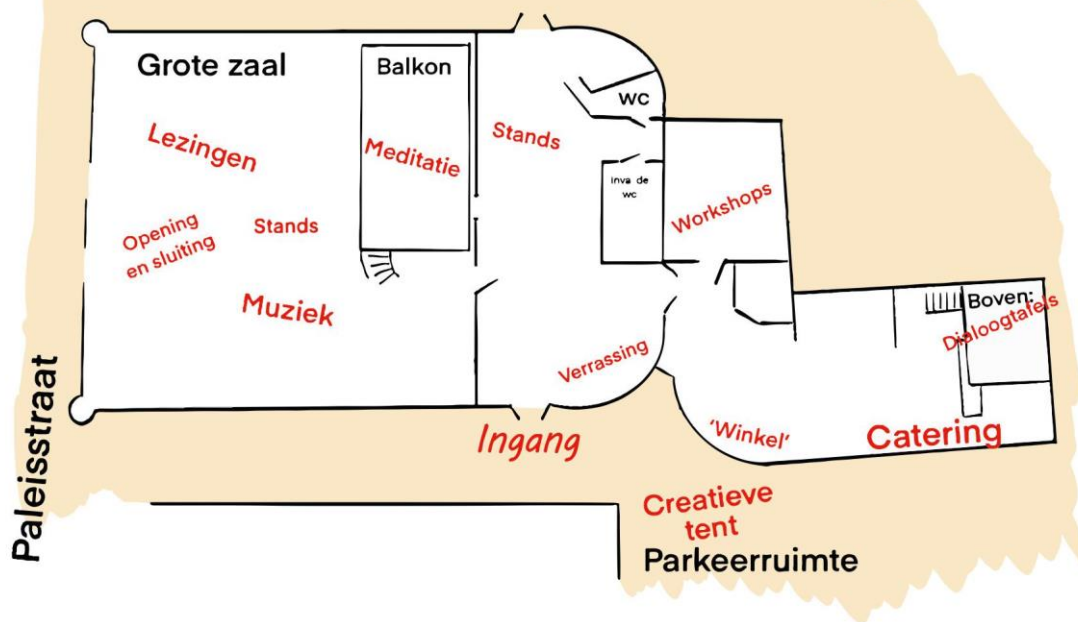 Grote zaal
Balkon
WC
Lezingen
Meditatie
Stands
Inva de
wc
Workshops
Opening
en sluiting
Stands
Muziek
Boven:
Dialoogtafels
Verrassing
Paleisstraat
Ingang
'Winkel'
Catering
Creatieve
tent
Parkeerruimte